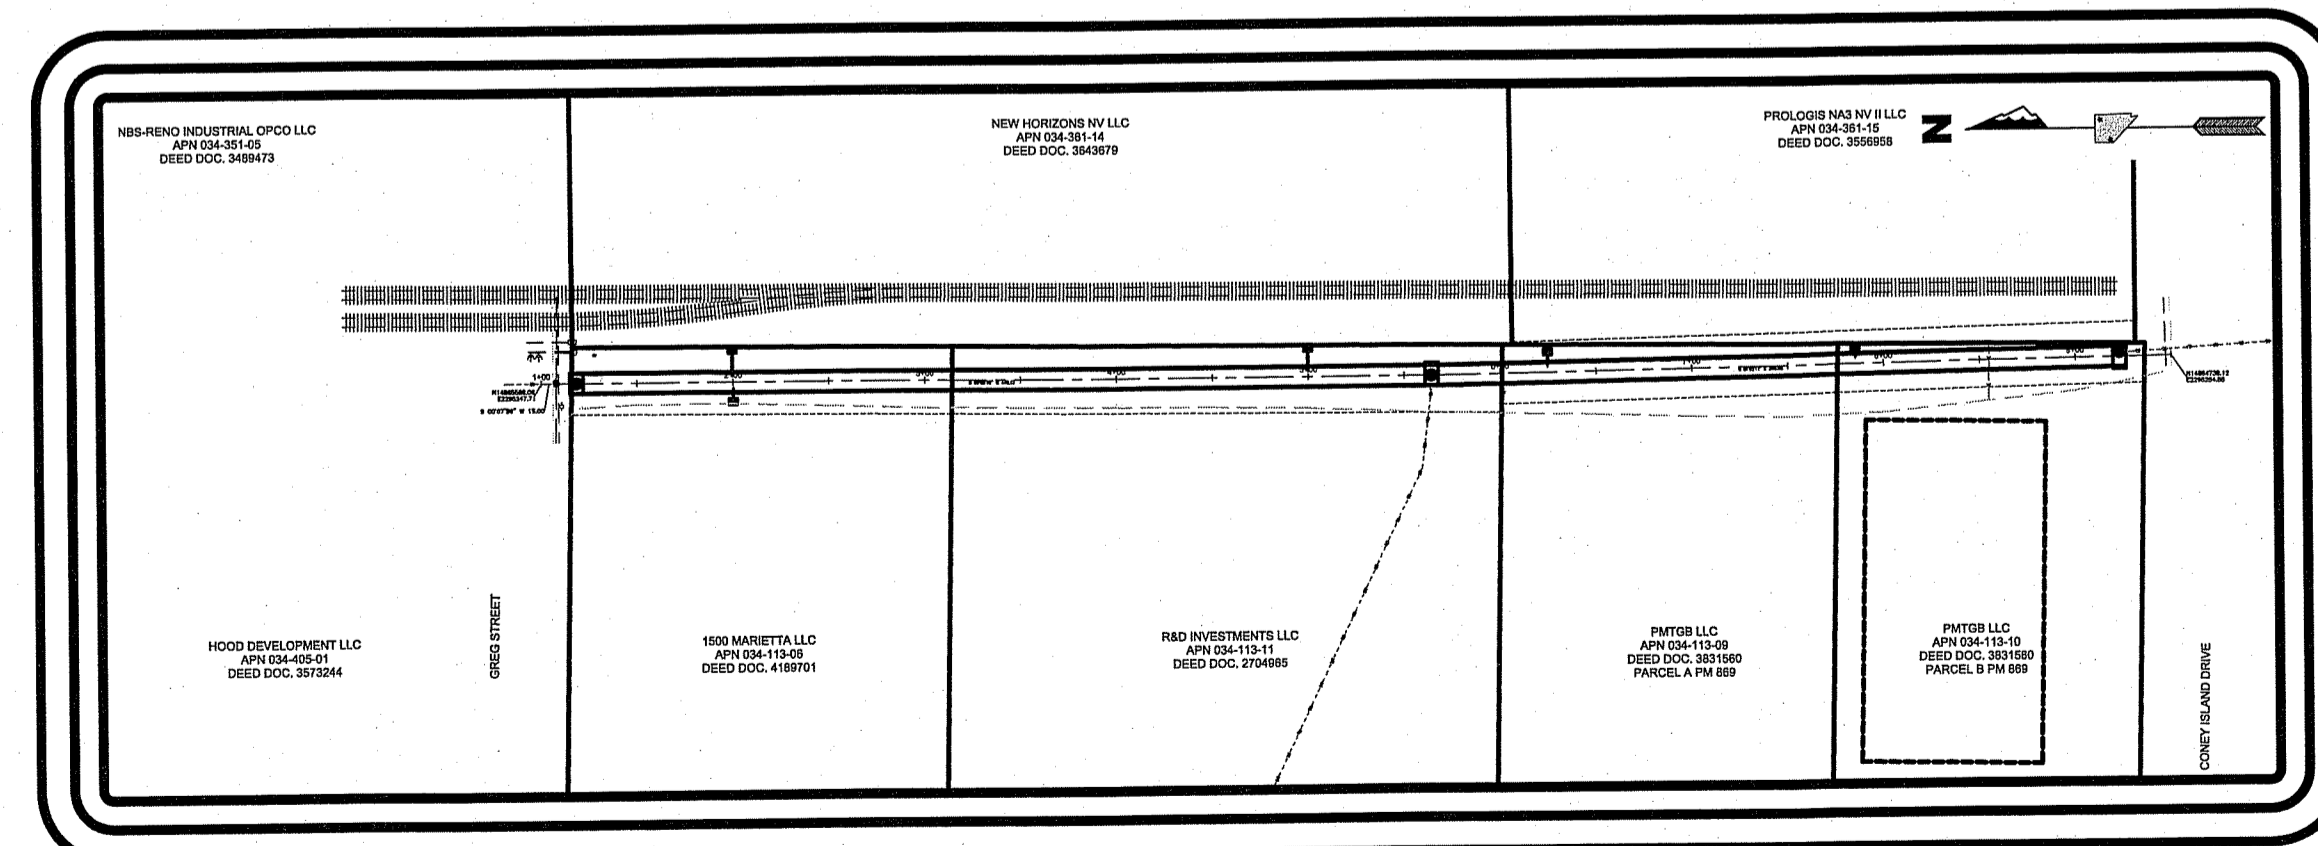 NBS-RENO INDUSTRIAL OPCO LLC
APN 034-351-05
DEED DOC. 3489473
NEW HORIZONS NV LLC
APN 034-361-14
DEED DOC. 3643679
PROLOGIS NA3 NV II LLC
APN 034-361-15
DEED DOC. 3556958
N
1+00
HOOD DEVELOPMENT LLC
APN 034-405-01
DEED DOC. 3573244
GREG STREET
1500 MARIETTA LLC
APN 034-113-06
DEED DOC. 4189701
R&D INVESTMENTS LLC
APN 034-113-11
DEED DOC. 2704965
PMTGB LLC
APN 034-113-09
DEED DOC. 3831560
PARCEL A PM 869
PMTGB LLC
APN 034-113-10
DEED DOC. 3831580
PARCEL B PM 869
CONEY ISLAND DRIVE